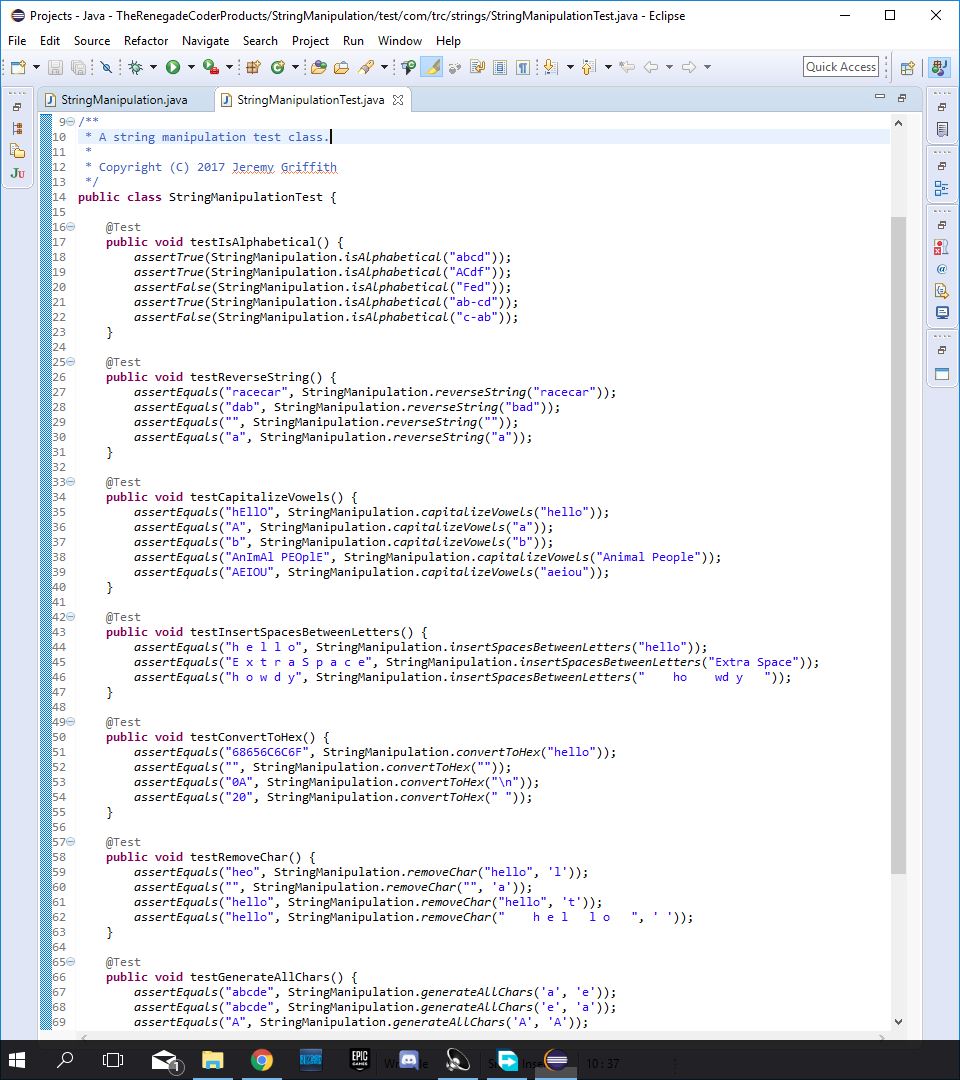 Projects - Java - TheRenegadeCoderProducts/StringManipulation/test/com/trc/strings/StringManipulationTest.java - Eclipse
File Edit Source Refactor Navigate Search Project Run Window Help
Quick Access
StringManipulation.java StringManipulationTest.java
9 /**
10 * A string manipulation test class.
11 *
12 * Copyright (C) 2017 Jeremy Griffith
13 */
14 public class StringManipulationTest {
15
16 @Test
17 public void testIsAlphabetical() {
18 assertTrue(StringManipulation.isAlphabetical("abcd"));
19 assertTrue(StringManipulation.isAlphabetical("ACdf"));
20 assertFalse(StringManipulation.isAlphabetical("Fed"));
21 assertTrue(StringManipulation.isAlphabetical("ab-cd"));
22 assertFalse(StringManipulation.isAlphabetical("c-ab"));
23 }
24
25 @Test
26 public void testReverseString() {
27 assertEquals("racecar", StringManipulation.reverseString("racecar"));
28 assertEquals("dab", StringManipulation.reverseString("bad"));
29 assertEquals("", StringManipulation.reverseString(""));
30 assertEquals("a", StringManipulation.reverseString("a"));
31 }
32
33 @Test
34 public void testCapitalizeVowels() {
35 assertEquals("hEllO", StringManipulation.capitalizeVowels("hello"));
36 assertEquals("A", StringManipulation.capitalizeVowels("a"));
37 assertEquals("b", StringManipulation.capitalizeVowels("b"));
38 assertEquals("AnImAl PEOplE", StringManipulation.capitalizeVowels("Animal People"));
39 assertEquals("AEIOU", StringManipulation.capitalizeVowels("aeiou"));
40 }
41
42 @Test
43 public void testInsertSpacesBetweenLetters() {
44 assertEquals("h e l l o", StringManipulation.insertSpacesBetweenLetters("hello"));
45 assertEquals("E x t r a S p a c e", StringManipulation.insertSpacesBetweenLetters("Extra Space"));
46 assertEquals("h o w d y", StringManipulation.insertSpacesBetweenLetters("    ho    wd y   "));
47 }
48
49 @Test
50 public void testConvertToHex() {
51 assertEquals("68656C6C6F", StringManipulation.convertToHex("hello"));
52 assertEquals("", StringManipulation.convertToHex(""));
53 assertEquals("0A", StringManipulation.convertToHex("\n"));
54 assertEquals("20", StringManipulation.convertToHex(" "));
55 }
56
57 @Test
58 public void testRemoveChar() {
59 assertEquals("heo", StringManipulation.removeChar("hello", 'l'));
60 assertEquals("", StringManipulation.removeChar("", 'a'));
61 assertEquals("hello", StringManipulation.removeChar("hello", 't'));
62 assertEquals("hello", StringManipulation.removeChar("    h e l   l o   ", ' '));
63 }
64
65 @Test
66 public void testGenerateAllChars() {
67 assertEquals("abcde", StringManipulation.generateAllChars('a', 'e'));
68 assertEquals("abcde", StringManipulation.generateAllChars('e', 'a'));
69 assertEquals("A", StringManipulation.generateAllChars('A', 'A'));
EPIC GAMES 10 : 37